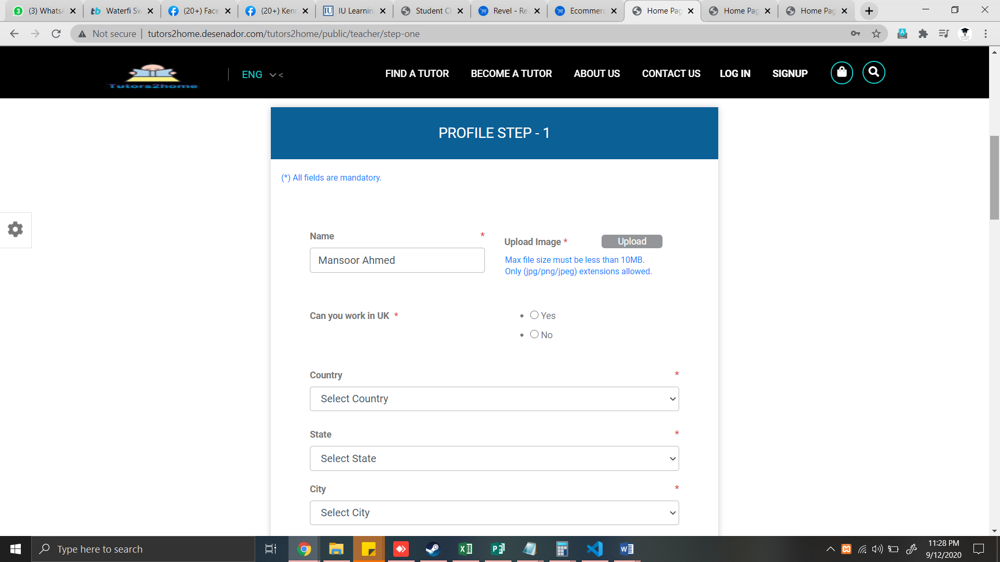 (3) Whats
Waterfi Sw
(20+) Face
(20+) Ken
IU Learnin
Student C
Revel - Re
Ecommerc
Home Pag
Home Pag
Home Pag
Not secure
tutors2home.desenador.com/tutors2home/public/teacher/step-one
Tutors2home
ENG
<
FIND A TUTOR
BECOME A TUTOR
ABOUT US
CONTACT US
LOG IN
SIGNUP
PROFILE STEP - 1
(*) All fields are mandatory.
Name *
Mansoor Ahmed
Upload Image *
Upload
Max file size must be less than 10MB.
Only (jpg/png/jpeg) extensions allowed.
Can you work in UK *
Yes
No
Country *
Select Country
State *
Select State
City *
Select City
Type here to search
11:28 PM
9/12/2020